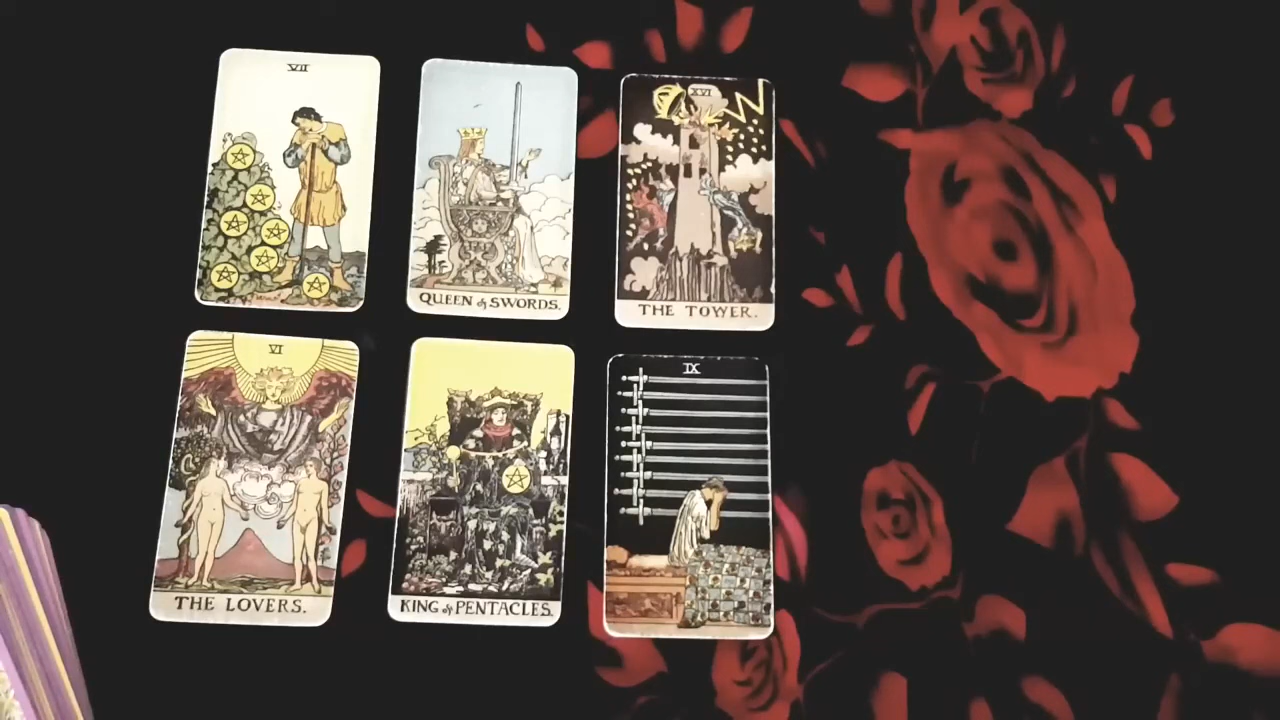 VII
QUEEN of SWORDS.
XVI
THE TOWER.
VI
THE LOVERS.
KING of PENTACLES.
IX